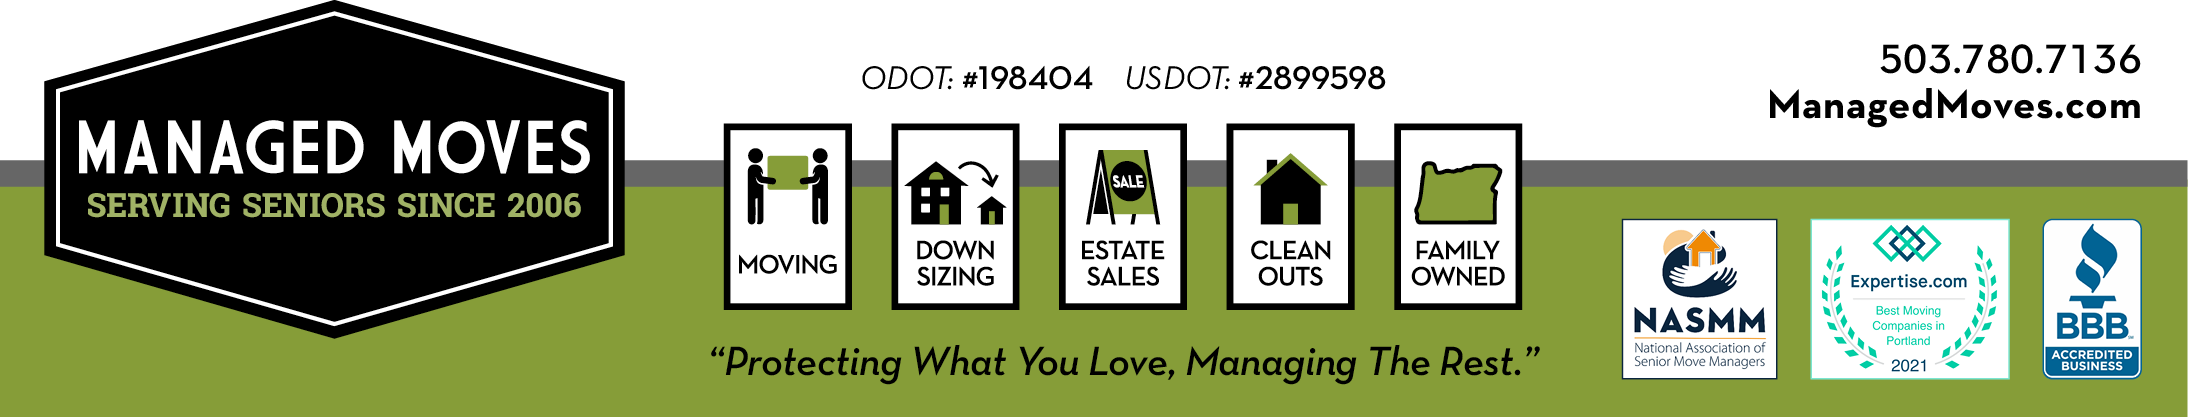 MANAGED MOVES
SERVING SENIORS SINCE 2006
ODOT: #198404 USDOT: #2899598
MOVING
DOWN
SIZING
SALE
ESTATE
SALES
CLEAN
OUTS
FAMILY
OWNED
“Protecting What You Love, Managing The Rest.”
503.780.7136
ManagedMoves.com
NASMM
National Association of
Senior Move Managers
Expertise.com
Best Moving
Companies in
Portland
2021
BBB
ACCREDITED
BUSINESS